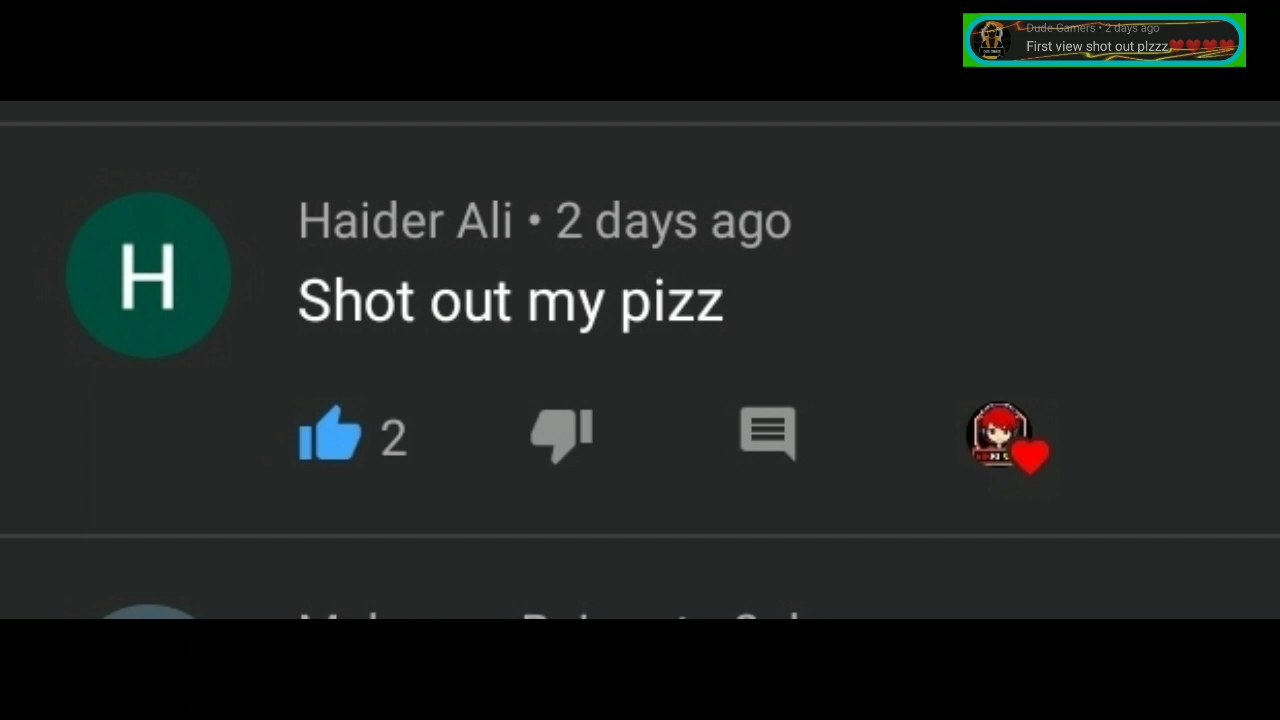 Dude Gamers • 2 days ago
First view shot out plzzz❤️❤️❤️❤️
Haider Ali • 2 days ago
H
Shot out my pizz
2